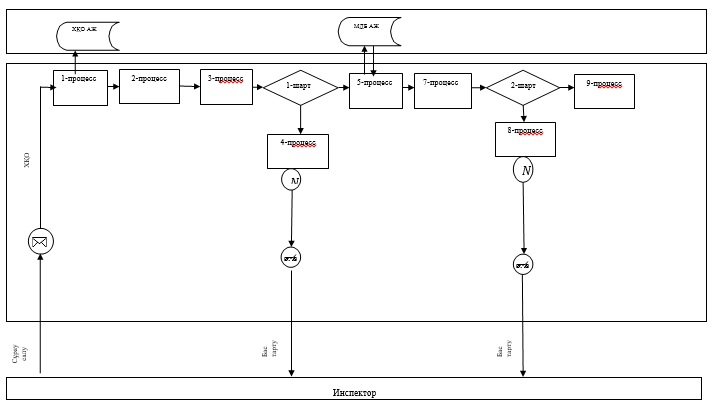 ХҚО АЖ
МДБ АЖ
1-процесс
2-процесс
3-процесс
1-шарт
5-процесс
7-процесс
2-шарт
9-процесс
4-процесс
8-процесс
N
N
ХҚО
Сұрау
салу
Бас
тарту
Бас
тарту
Инспектор